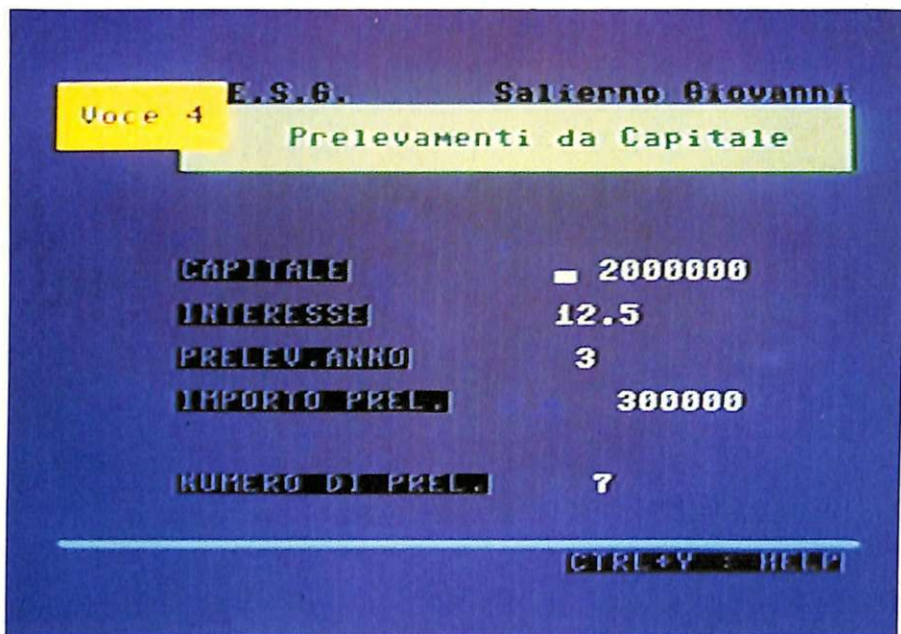 E.S.G. Salierno Giovanni
Voce 4
Prelevamenti da Capitale
CAPITALE 2000000
INTERESSE 12.5
PRELEV.ANNO 3
IMPORTO PREL. 300000
NUMERO DI PREL. 7
CTRL+Y : HELP